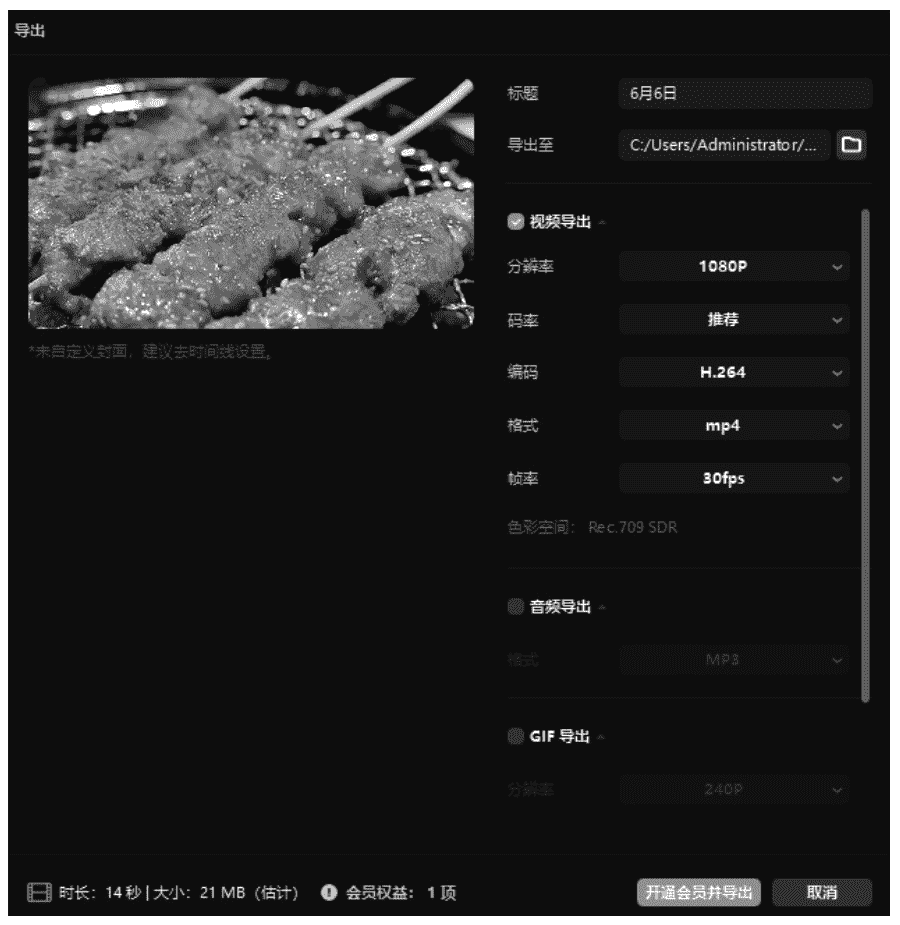 导出
标题 6月6日
导出至 C:/Users/Administrator/...
视频导出
分辨率 1080P
码率 推荐
编码 H.264
格式 mp4
帧率 30fps
色彩空间： Rec.709 SDR
音频导出
格式 MP3
GIF 导出
分辨率 240P
*来自定义封面，建议去时间线设置。
时长：14 秒 | 大小：21 MB（估计） 会员权益：1 顶
开通会员并导出 取消